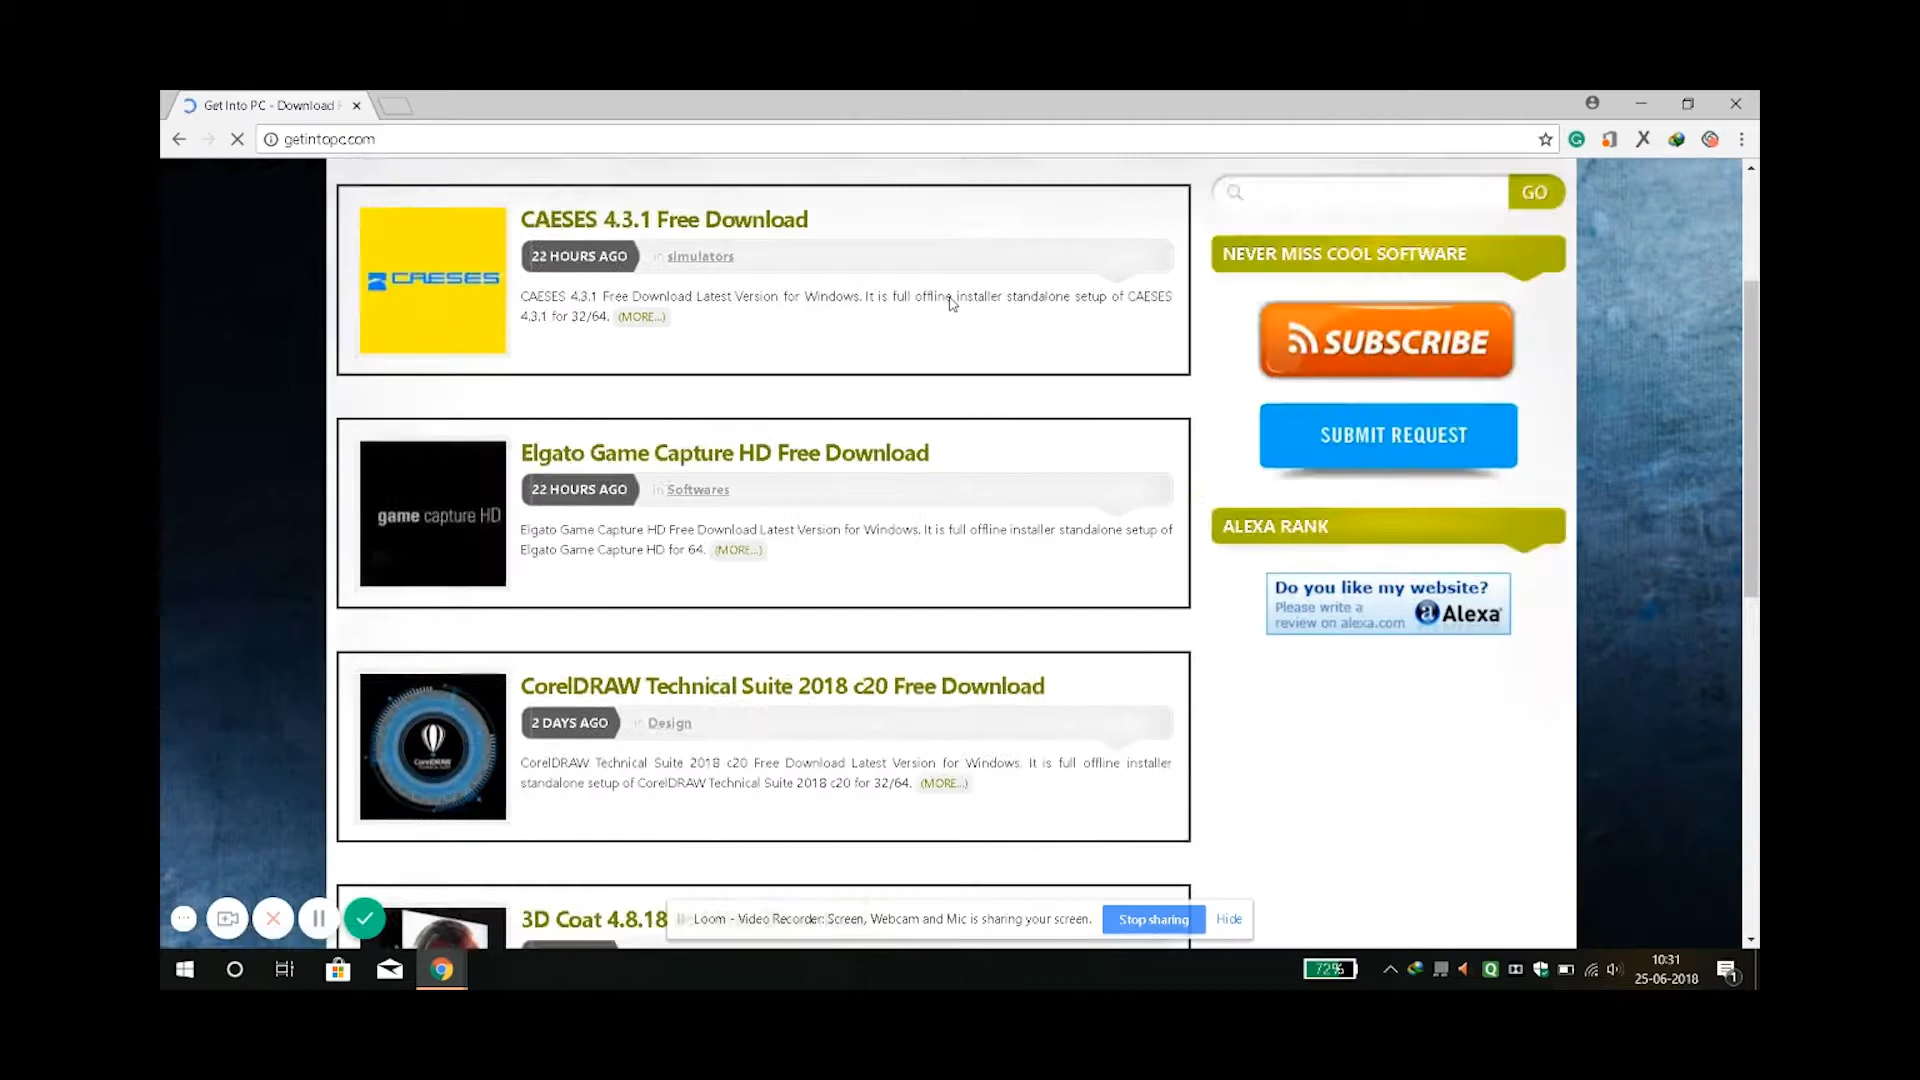 Get Into PC - Download
getintopc.com
CAESES 4.3.1 Free Download
22 HOURS AGO in simulators
CAESES 4.3.1 Free Download Latest Version for Windows. It is full offline installer standalone setup of CAESES
4.3.1 for 32/64. (MORE...)
CAESES
Elgato Game Capture HD Free Download
22 HOURS AGO in Softwares
Elgato Game Capture HD Free Download Latest Version for Windows. It is full offline installer standalone setup of
Elgato Game Capture HD for 64. (MORE...)
game capture HD
CorelDRAW Technical Suite 2018 c20 Free Download
2 DAYS AGO in Design
CorelDRAW Technical Suite 2018 c20 Free Download Latest Version for Windows. It is full offline installer
standalone setup of CorelDRAW Technical Suite 2018 c20 for 32/64. (MORE...)
CorelDRAW
3D Coat 4.8.18
GO
NEVER MISS COOL SOFTWARE
SUBSCRIBE
SUBMIT REQUEST
ALEXA RANK
Do you like my website?
Please write a
review on alexa.com
Alexa
Loom - Video Recorder: Screen, Webcam and Mic is sharing your screen.
Stop sharing
Hide
72%
10:31
25-06-2018
1